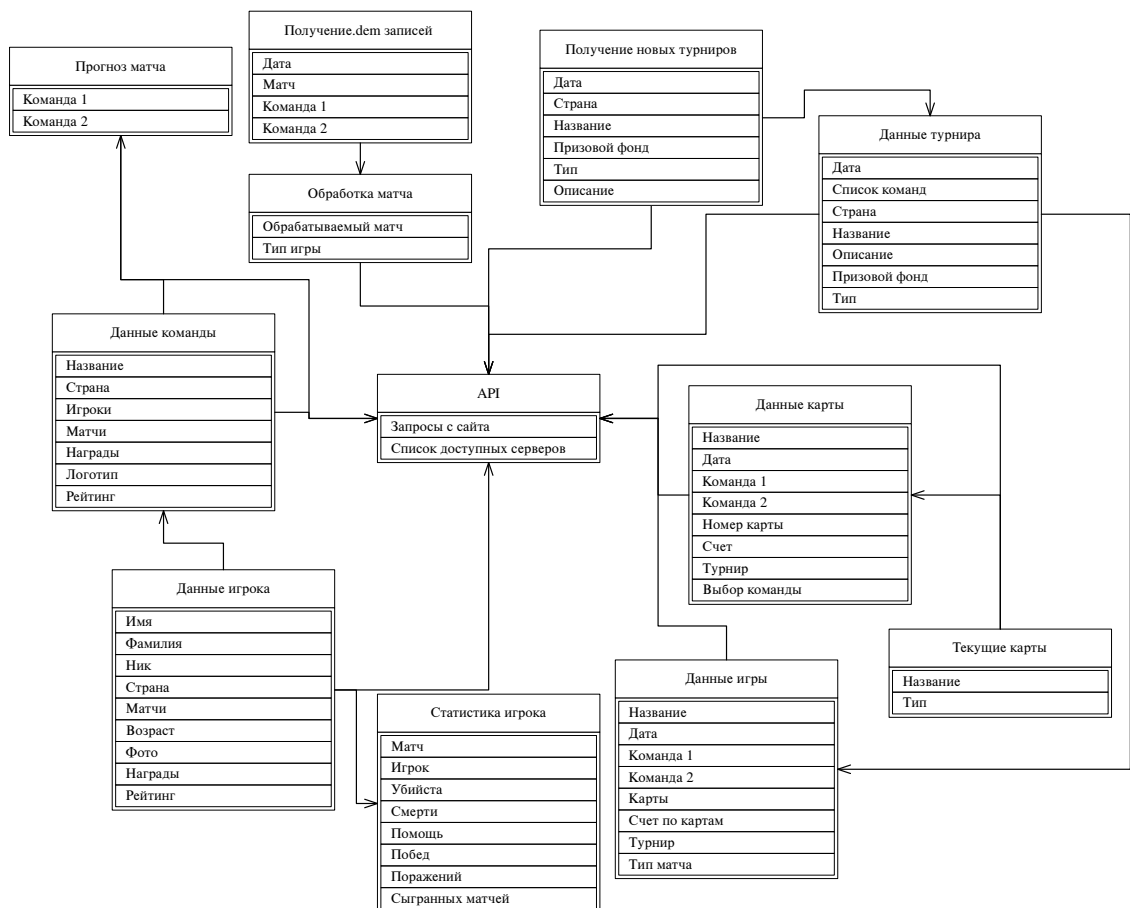 Прогноз матча
Команда 1
Команда 2
Получение.dem записей
Дата
Матч
Команда 1
Команда 2
Получение новых турниров
Дата
Страна
Название
Призовой фонд
Тип
Описание
Данные турнира
Дата
Список команд
Страна
Название
Описание
Призовой фонд
Тип
Обработка матча
Обрабатываемый матч
Тип игры
Данные команды
Название
Страна
Игроки
Матчи
Награды
Логотип
Рейтинг
API
Запросы с сайта
Список доступных серверов
Данные карты
Название
Дата
Команда 1
Команда 2
Номер карты
Счет
Турнир
Выбор команды
Данные игрока
Имя
Фамилия
Ник
Страна
Матчи
Возраст
Фото
Награды
Рейтинг
Статистика игрока
Матч
Игрок
Убийста
Смерти
Помощь
Побед
Поражений
Сыгранных матчей
Данные игры
Название
Дата
Команда 1
Команда 2
Карты
Счет по картам
Турнир
Тип матча
Текущие карты
Название
Тип